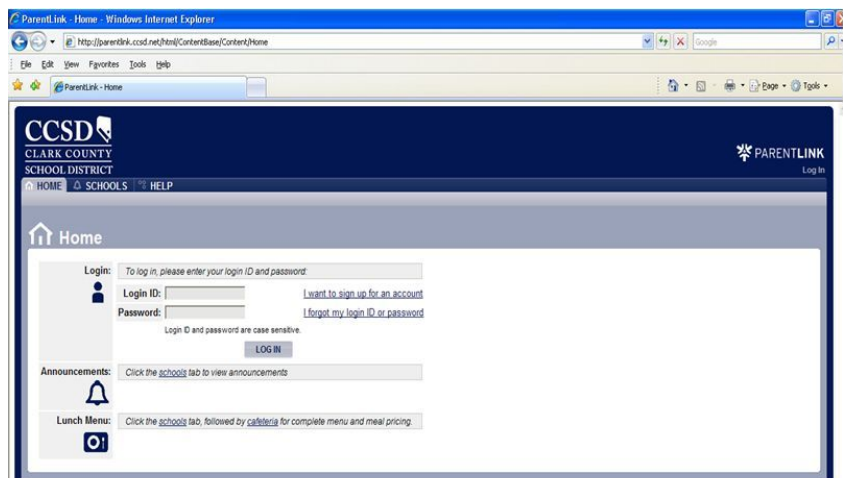 ParentLink - Home - Windows Internet Explorer
http://parentlink.ccsd.net/html/ContentBase/Content/Home
Google
File Edit View Favorites Tools Help
ParentLink - Home
Page Tools
CCSD
CLARK COUNTY
SCHOOL DISTRICT
PARENTLINK
Log In
HOME SCHOOLS HELP
Home
Login: To log in, please enter your login ID and password.
Login ID: I want to sign up for an account
Password: I forgot my login ID or password
Login ID and password are case sensitive.
LOG IN
Announcements: Click the schools tab to view announcements
Lunch Menu: Click the schools tab, followed by cafeteria for complete menu and meal pricing.